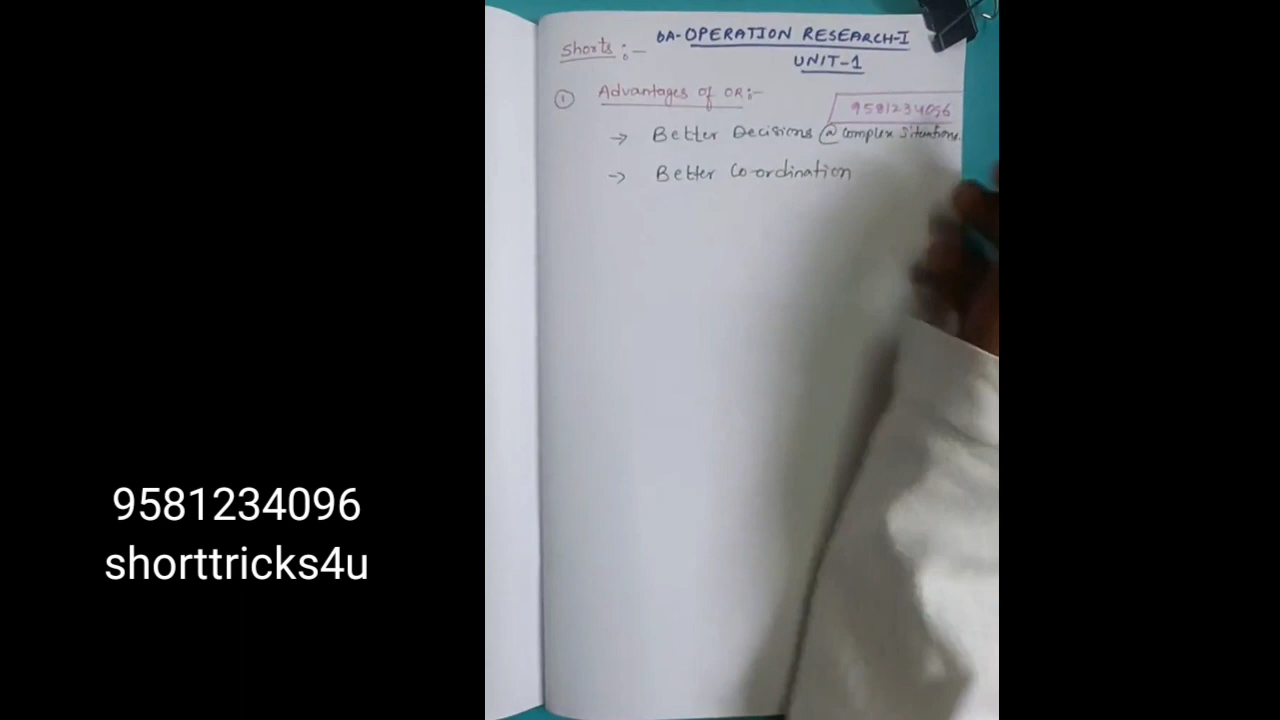 6A-OPERATION RESEARCH-I
Shorts:-
UNIT-1
① Advantages of OR:-
9581234096
→ Better Decisions @ complex situations.
→ Better Co-ordination
9581234096
shorttricks4u